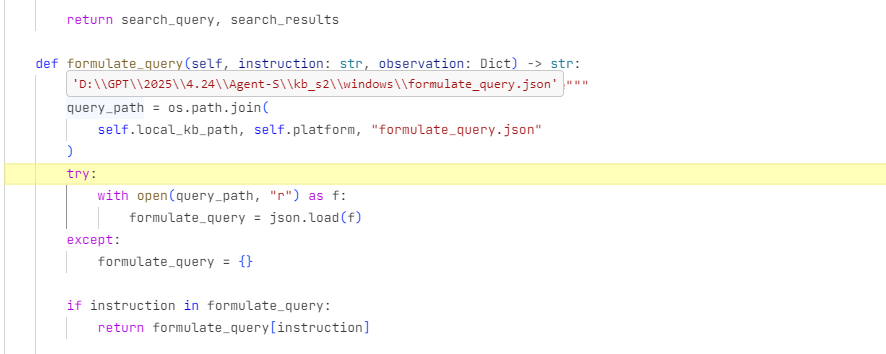 return search_query, search_results
def formulate_query(self, instruction: str, observation: Dict) -> str:
'D:\\GPT\\2025\\4.24\\Agent-S\\kb_s2\\windows\\formulate_query.json'
"""
query_path = os.path.join(
self.local_kb_path, self.platform, "formulate_query.json"
)
try:
with open(query_path, "r") as f:
formulate_query = json.load(f)
except:
formulate_query = {}
if instruction in formulate_query:
return formulate_query[instruction]